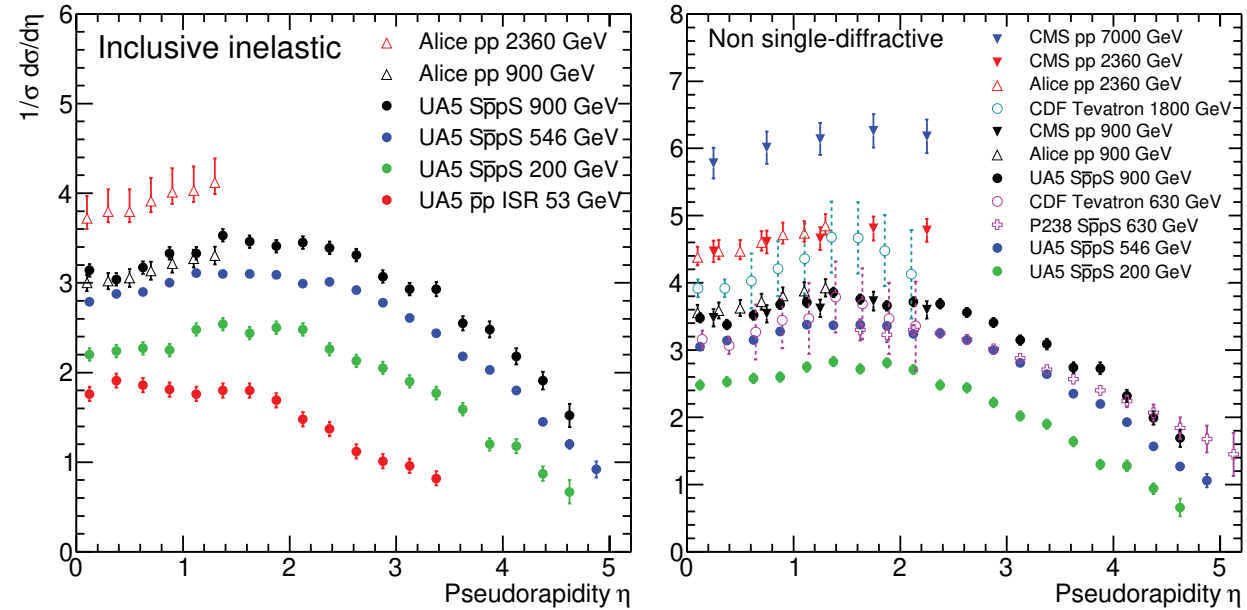 Inclusive inelastic
Alice pp 2360 GeV
Alice pp 900 GeV
UA5 Sp̅pS 900 GeV
UA5 Sp̅pS 546 GeV
UA5 Sp̅pS 200 GeV
UA5 p̅p ISR 53 GeV
1/σ dσ/dη
6
5
4
3
2
1
0
0 1 2 3 4 5
Pseudorapidity η
Non single-diffractive
CMS pp 7000 GeV
CMS pp 2360 GeV
Alice pp 2360 GeV
CDF Tevatron 1800 GeV
CMS pp 900 GeV
Alice pp 900 GeV
UA5 Sp̅pS 900 GeV
CDF Tevatron 630 GeV
P238 Sp̅pS 630 GeV
UA5 Sp̅pS 546 GeV
UA5 Sp̅pS 200 GeV
8
7
6
5
4
3
2
1
0
0 1 2 3 4 5
Pseudorapidity η